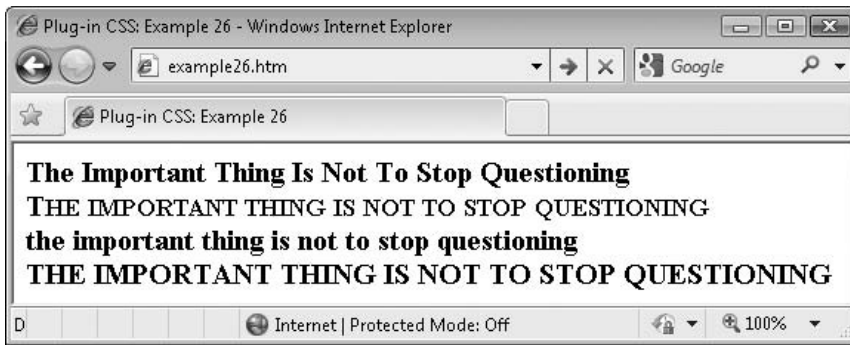 Plug-in CSS: Example 26 - Windows Internet Explorer
example26.htm
Google
Plug-in CSS: Example 26
The Important Thing Is Not To Stop Questioning
THE IMPORTANT THING IS NOT TO STOP QUESTIONING
the important thing is not to stop questioning
THE IMPORTANT THING IS NOT TO STOP QUESTIONING
D
Internet | Protected Mode: Off
100%